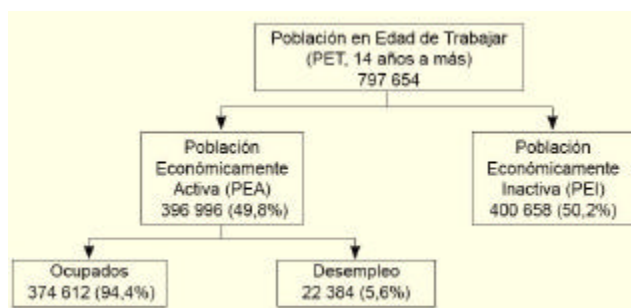 Población en Edad de Trabajar
(PET, 14 años a más)
797 654
Población
Económicamente
Activa (PEA)
396 996 (49,8%)
Población
Económicamente
Inactiva (PEI)
400 658 (50,2%)
Ocupados
374 612 (94,4%)
Desempleo
22 384 (5,6%)